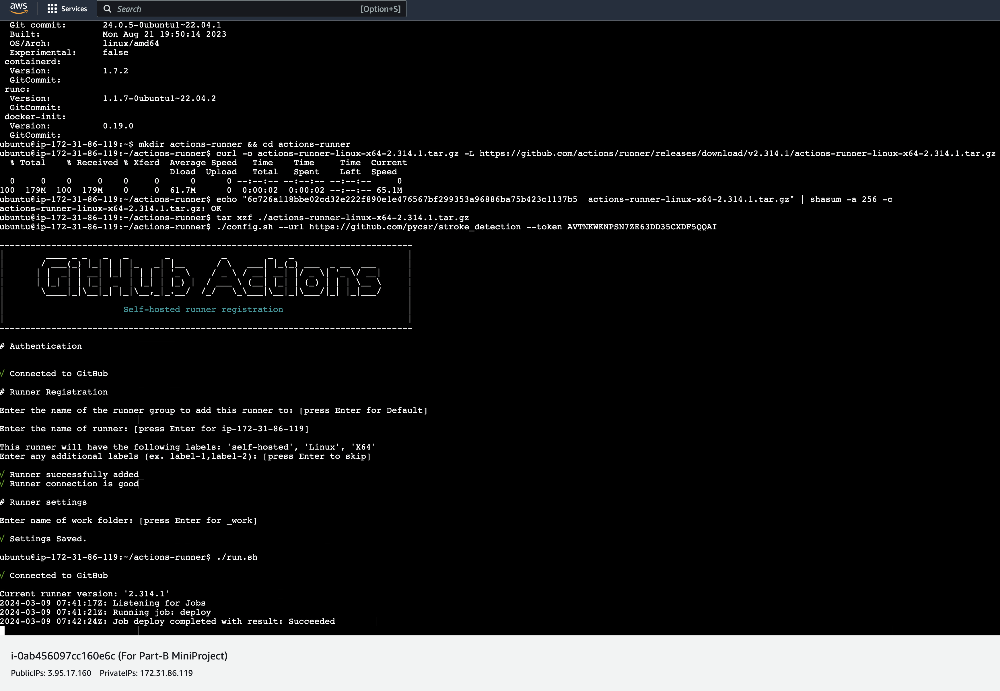 aws
Services
Search
[Option+S]
Git commit: 24.0.5-0ubuntu1~22.04.1
Built: Mon Aug 21 19:50:14 2023
OS/Arch: linux/amd64
Experimental: false
containerd:
Version: 1.7.2
GitCommit:
runc:
Version: 1.1.7-0ubuntu1~22.04.2
GitCommit:
docker-init:
Version: 0.19.0
GitCommit:
ubuntu@ip-172-31-86-119:~$ mkdir actions-runner && cd actions-runner
ubuntu@ip-172-31-86-119:~/actions-runner$ curl -o actions-runner-linux-x64-2.314.1.tar.gz -L https://github.com/actions/runner/releases/download/v2.314.1/actions-runner-linux-x64-2.314.1.tar.gz
% Total % Received % Xferd Average Speed Time Time Time Current
Dload Upload Total Spent Left Speed
0 0 0 0 0 0 0 0 --:--:-- --:--:-- --:--:-- 0
100 179M 100 179M 0 0 61.7M 0 0:00:02 0:00:02 --:--:-- 65.1M
ubuntu@ip-172-31-86-119:~/actions-runner$ echo "6c726a118bbe02cd32e222f890e1e476567bf299353a96886ba75b423c1137b5  actions-runner-linux-x64-2.314.1.tar.gz" | shasum -a 256 -c
actions-runner-linux-x64-2.314.1.tar.gz: OK
ubuntu@ip-172-31-86-119:~/actions-runner$ tar xzf ./actions-runner-linux-x64-2.314.1.tar.gz
ubuntu@ip-172-31-86-119:~/actions-runner$ ./config.sh --url https://github.com/pycsr/stroke_detection --token AVTNKWKNPSN7ZE63DD35CXDF5QQAI
GitHub Actions
Self-hosted runner registration
# Authentication
√ Connected to GitHub
# Runner Registration
Enter the name of the runner group to add this runner to: [press Enter for Default]
Enter the name of runner: [press Enter for ip-172-31-86-119]
This runner will have the following labels: 'self-hosted', 'Linux', 'X64'
Enter any additional labels (ex. label-1,label-2): [press Enter to skip]
√ Runner successfully added
√ Runner connection is good
# Runner settings
Enter name of work folder: [press Enter for _work]
√ Settings Saved.
ubuntu@ip-172-31-86-119:~/actions-runner$ ./run.sh
√ Connected to GitHub
Current runner version: '2.314.1'
2024-03-09 07:41:17Z: Listening for Jobs
2024-03-09 07:41:21Z: Running job: deploy
2024-03-09 07:42:24Z: Job deploy completed with result: Succeeded
i-0ab456097cc160e6c (For Part-B MiniProject)
PublicIPs: 3.95.17.160 PrivateIPs: 172.31.86.119